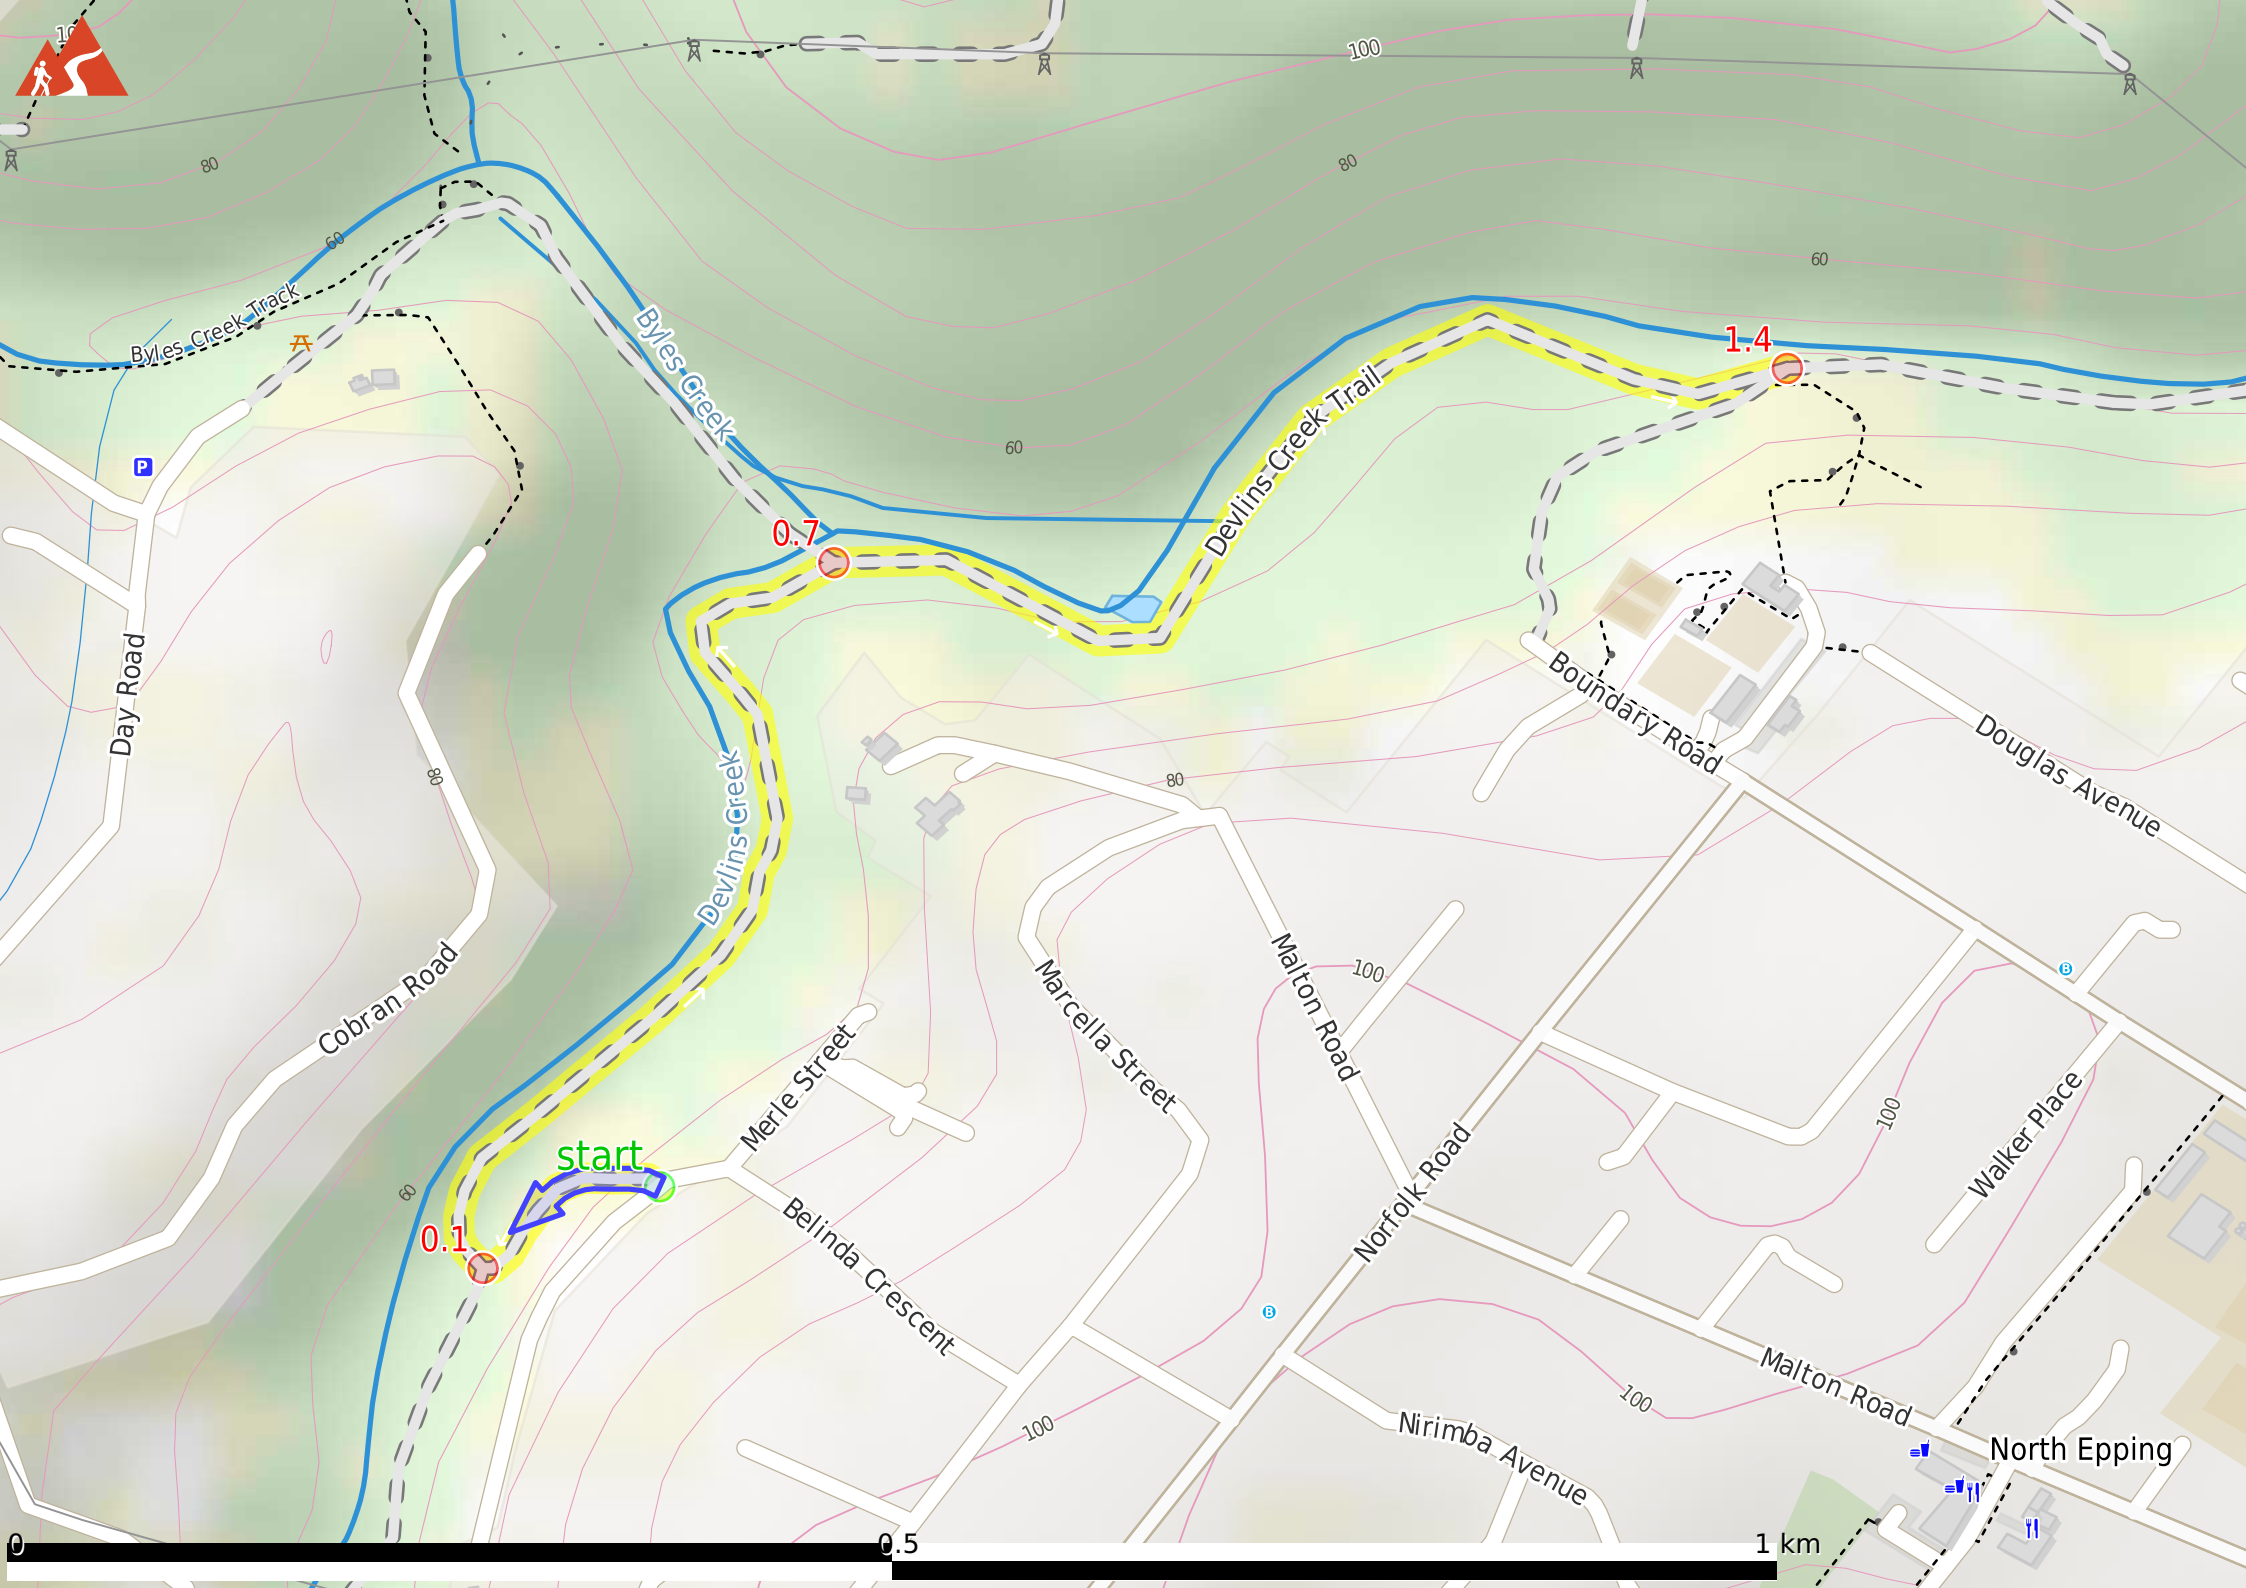 100
80
80
60
60
Byles Creek Track
Byles Creek
1.4
Devlins Creek Trail
60
P
0.7
Day Road
Boundary Road
Douglas Avenue
80
80
Devlins Creek
Cobran Road
Marcella Street
Malton Road
100
B
Merle Street
100
Walker Place
start
60
0.1
Belinda Crescent
Norfolk Road
B
Malton Road
100
100
Nirimba Avenue
North Epping
0
0.5
1 km